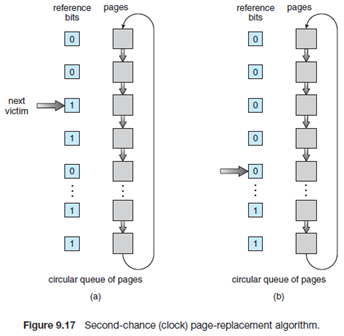 reference bits
pages
0
0
next victim
1
1
0
1
1
circular queue of pages
(a)
reference bits
pages
0
0
0
0
0
1
1
circular queue of pages
(b)
Figure 9.17 Second-chance (clock) page-replacement algorithm.